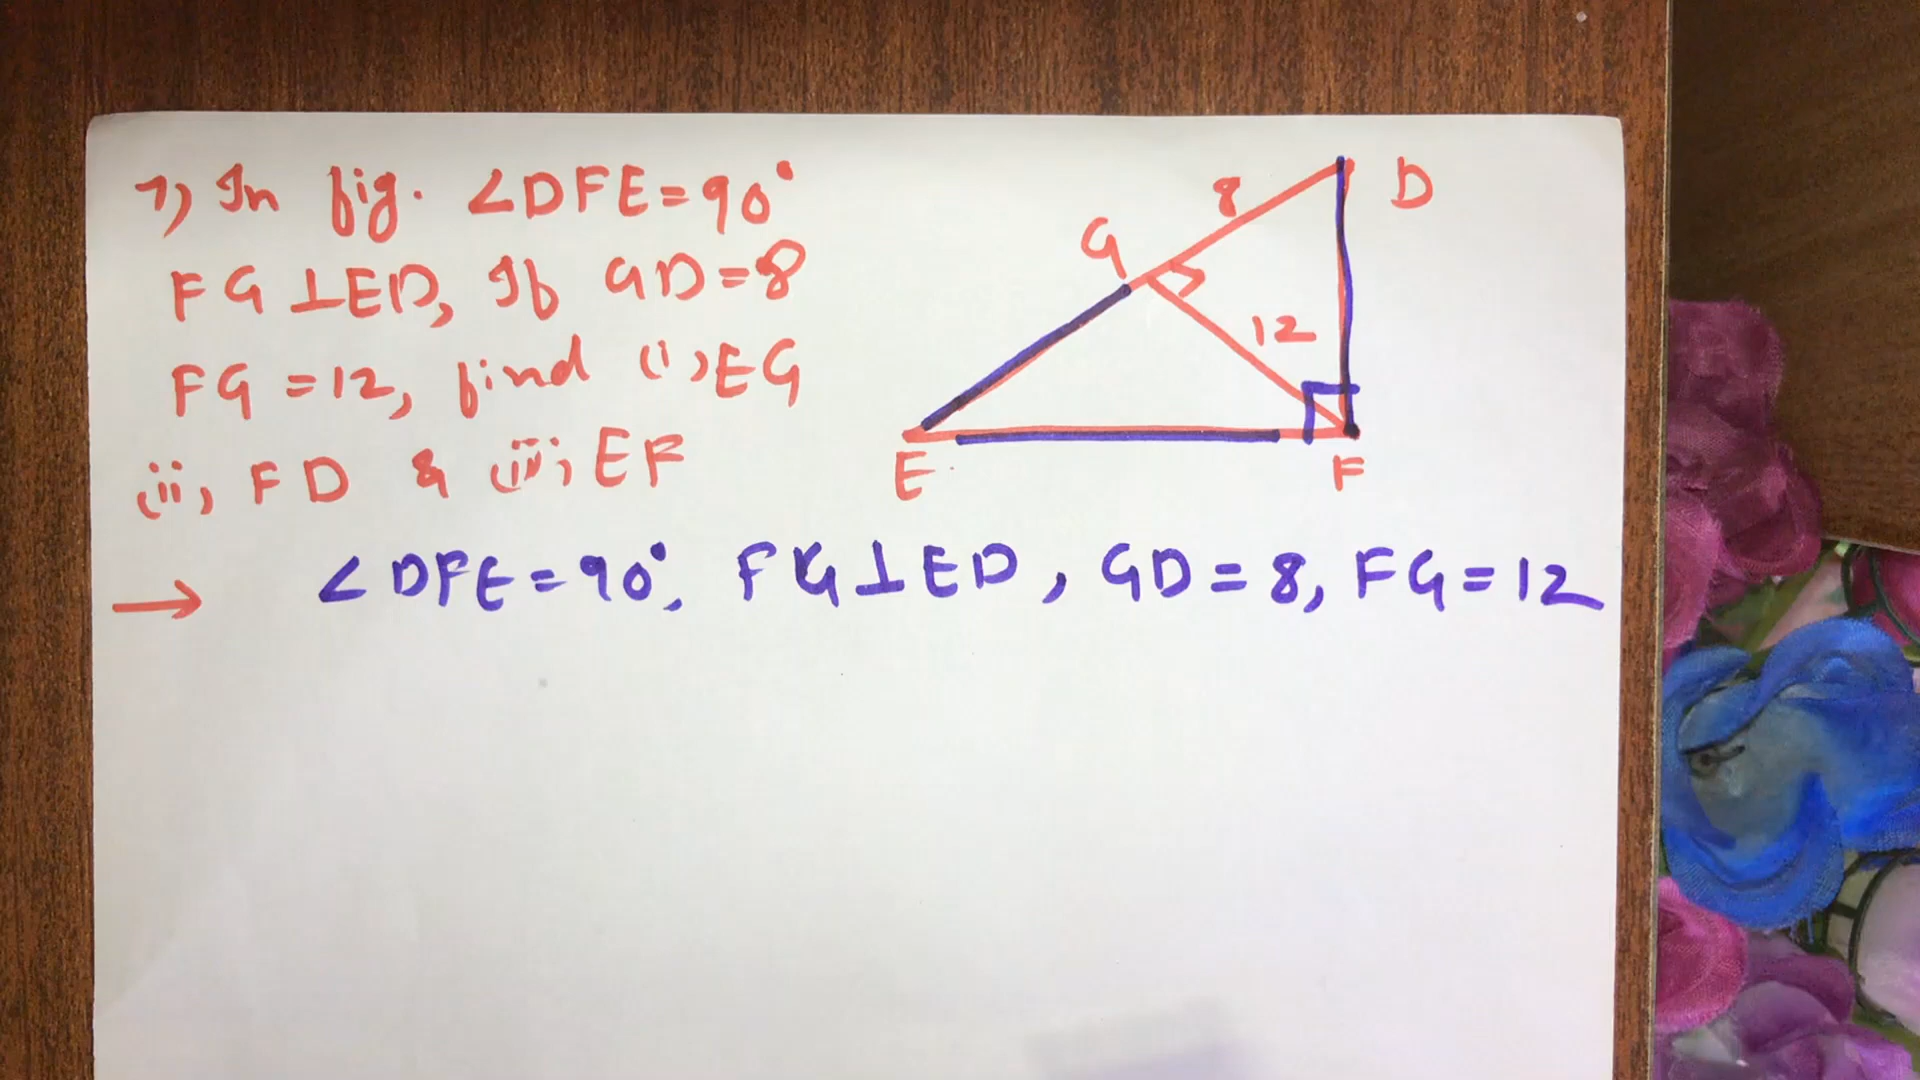 7) In fig. ∠DFE=90°
FG⊥ED, If GD=8
FG=12, find (i) EG
(ii) FD & (iii) EF
G
8
D
12
E
F
→ ∠DFE=90°, FG⊥ED, GD=8, FG=12